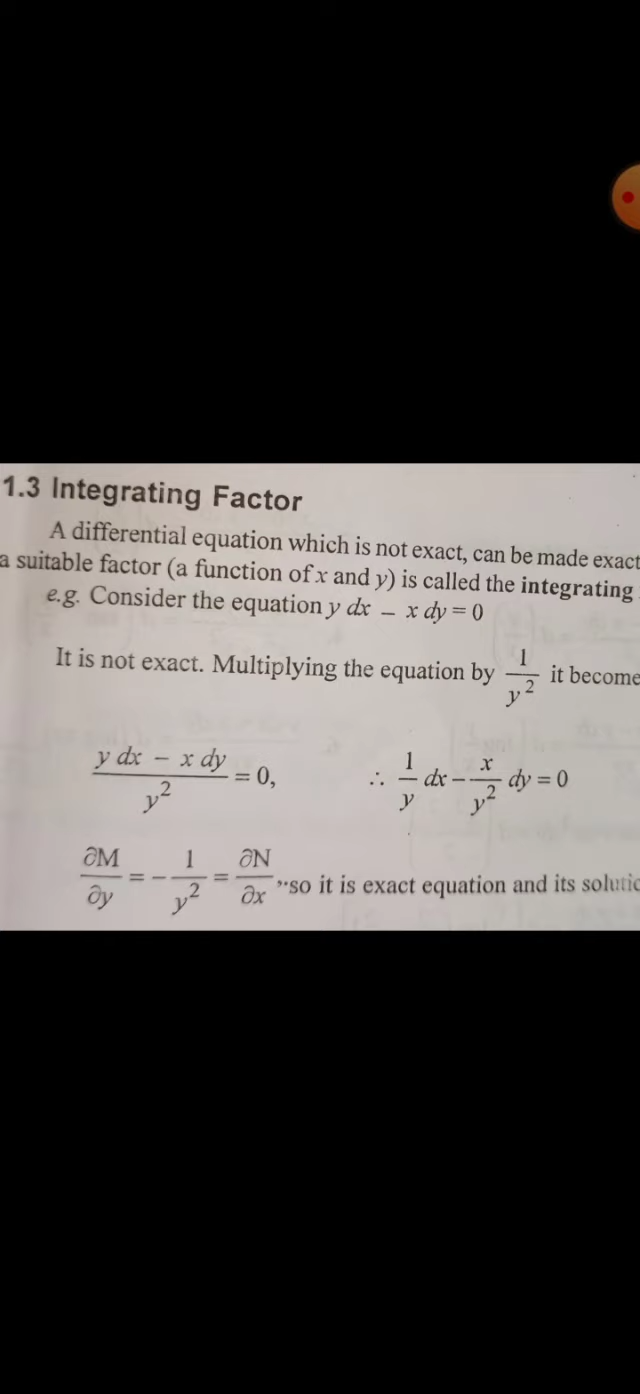 1.3 Integrating Factor
A differential equation which is not exact, can be made exact
a suitable factor (a function of x and y) is called the integrating
e.g. Consider the equation y dx − x dy = 0
It is not exact. Multiplying the equation by 1/y² it become
(y dx − x dy)/y² = 0, ∴ 1/y dx − x/y² dy = 0
∂M/∂y = − 1/y² = ∂N/∂x so it is exact equation and its solutio